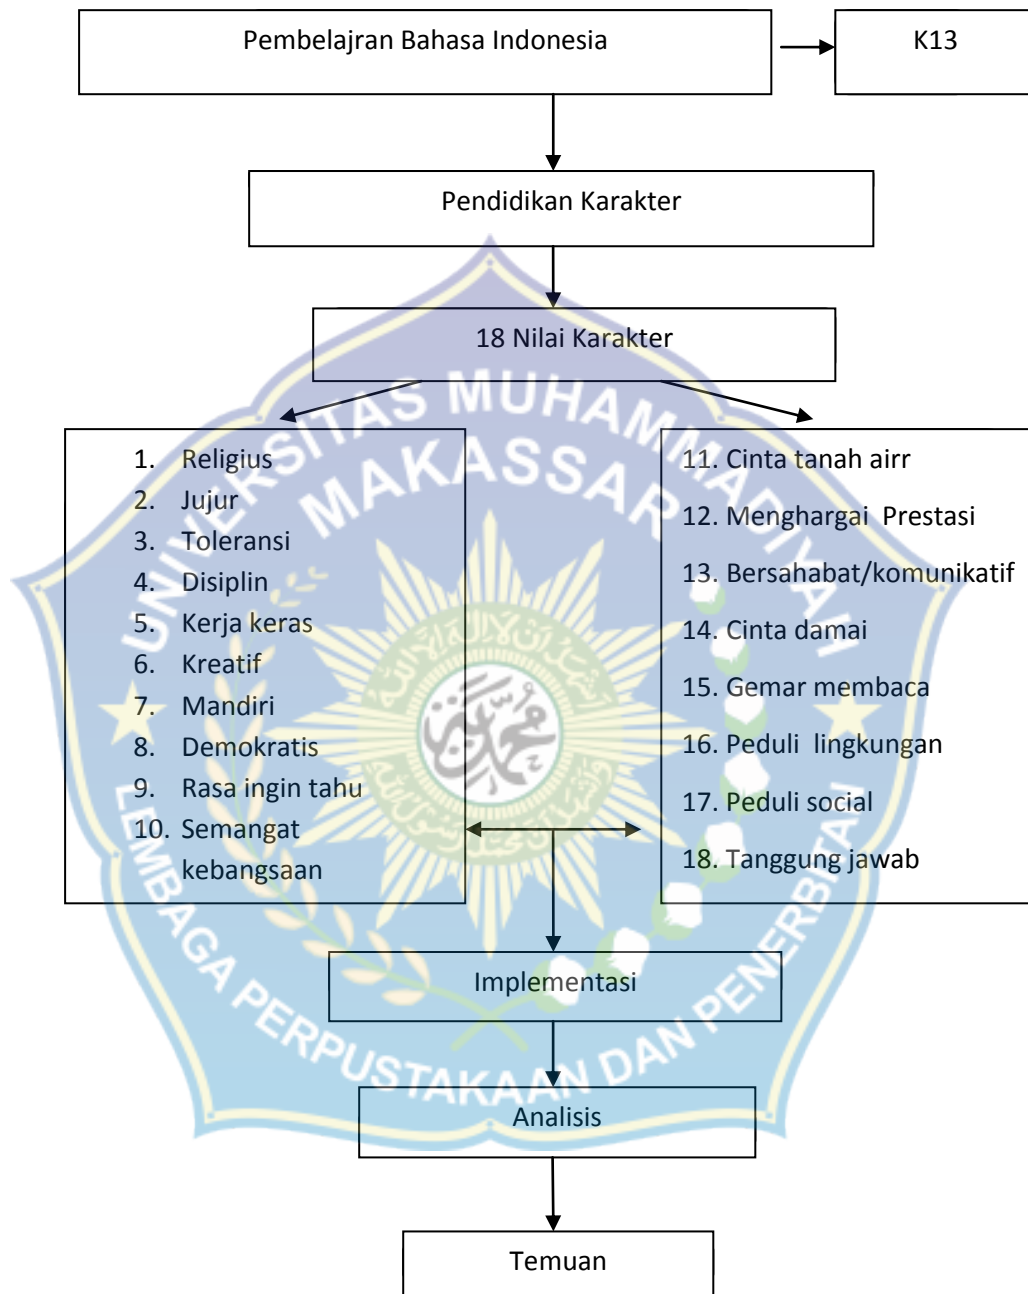 Pembelajran Bahasa Indonesia
K13
Pendidikan Karakter
18 Nilai Karakter
1. Religius
2. Jujur
3. Toleransi
4. Disiplin
5. Kerja keras
6. Kreatif
7. Mandiri
8. Demokratis
9. Rasa ingin tahu
10. Semangat
kebangsaan
11. Cinta tanah airr
12. Menghargai Prestasi
13. Bersahabat/komunikatif
14. Cinta damai
15. Gemar membaca
16. Peduli lingkungan
17. Peduli social
18. Tanggung jawab
Implementasi
Analisis
Temuan
UNIVERSITAS MUHAMMADIYAH
MAKASSAR
LEMBAGA PERPUSTAKAAN DAN PENERBITAN
محمد